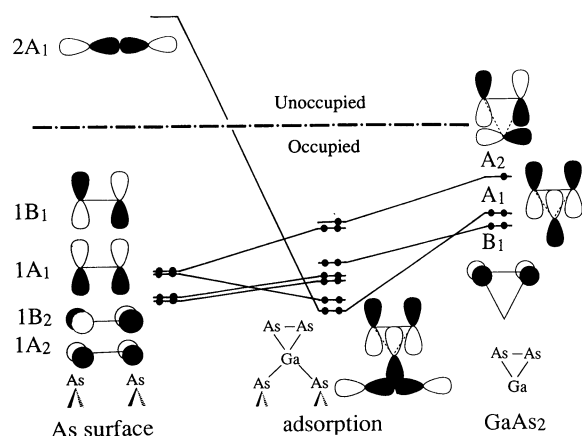 2A1
Unoccupied
Occupied
A2
1B1
A1
B1
1A1
1B2
1A2
As–As
Ga
As
As
As
As
As–As
Ga
As surface
adsorption
GaAs2